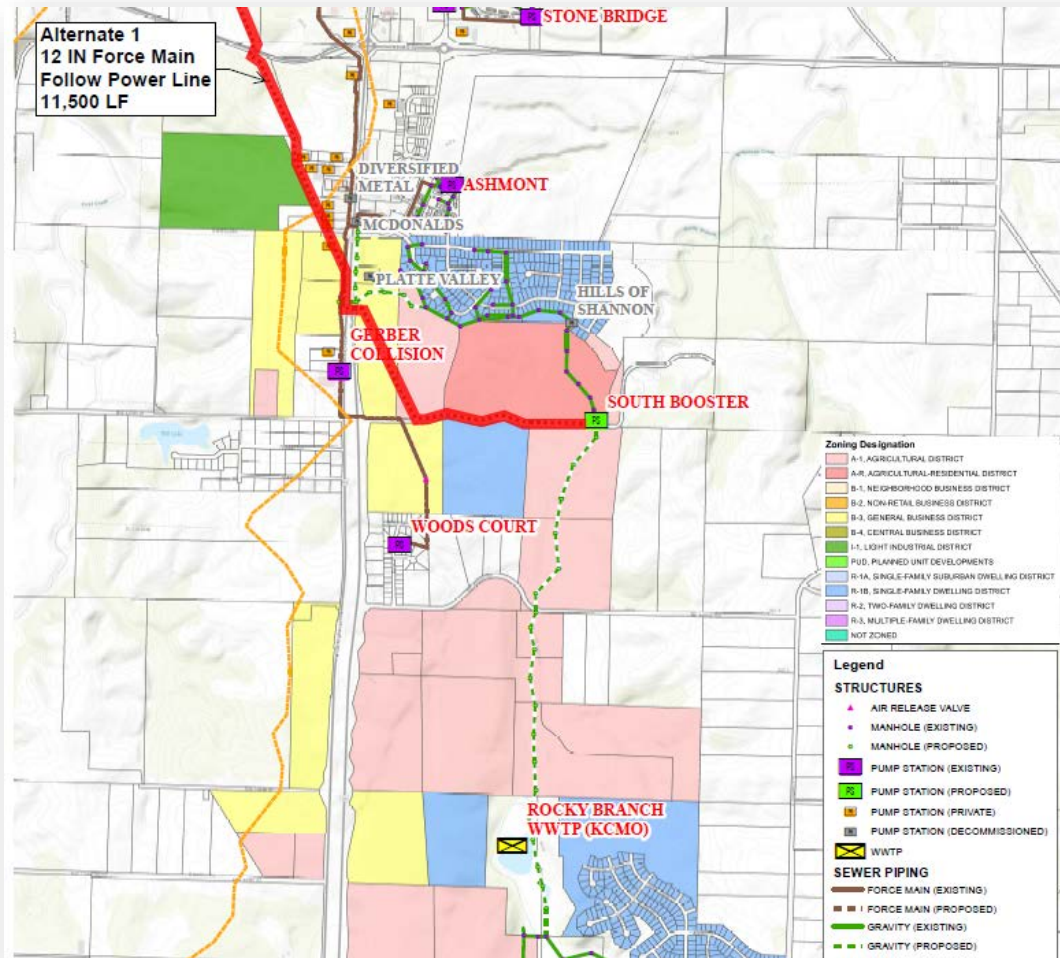 Alternate 1
12 IN Force Main
Follow Power Line
11,500 LF
STONE BRIDGE
DIVERSIFIED
METAL
ASHMONT
MCDONALDS
PLATTE VALLEY
HILLS OF
SHANNON
GERBER
COLLISION
PS
SOUTH BOOSTER
PS
WOODS COURT
PS
ROCKY BRANCH
WWTP (KCMO)
Zoning Designation
A-1, AGRICULTURAL DISTRICT
A-R, AGRICULTURAL-RESIDENTIAL DISTRICT
B-1, NEIGHBORHOOD BUSINESS DISTRICT
B-2, NON-RETAIL BUSINESS DISTRICT
B-3, GENERAL BUSINESS DISTRICT
B-4, CENTRAL BUSINESS DISTRICT
I-1, LIGHT INDUSTRIAL DISTRICT
PUD, PLANNED UNIT DEVELOPMENTS
R-1A, SINGLE-FAMILY SUBURBAN DWELLING DISTRICT
R-1B, SINGLE-FAMILY DWELLING DISTRICT
R-2, TWO-FAMILY DWELLING DISTRICT
R-3, MULTIPLE-FAMILY DWELLING DISTRICT
NOT ZONED
Legend
STRUCTURES
AIR RELEASE VALVE
MANHOLE (EXISTING)
MANHOLE (PROPOSED)
PS PUMP STATION (EXISTING)
PS PUMP STATION (PROPOSED)
PUMP STATION (PRIVATE)
PUMP STATION (DECOMMISSIONED)
WWTP
SEWER PIPING
FORCE MAIN (EXISTING)
FORCE MAIN (PROPOSED)
GRAVITY (EXISTING)
GRAVITY (PROPOSED)